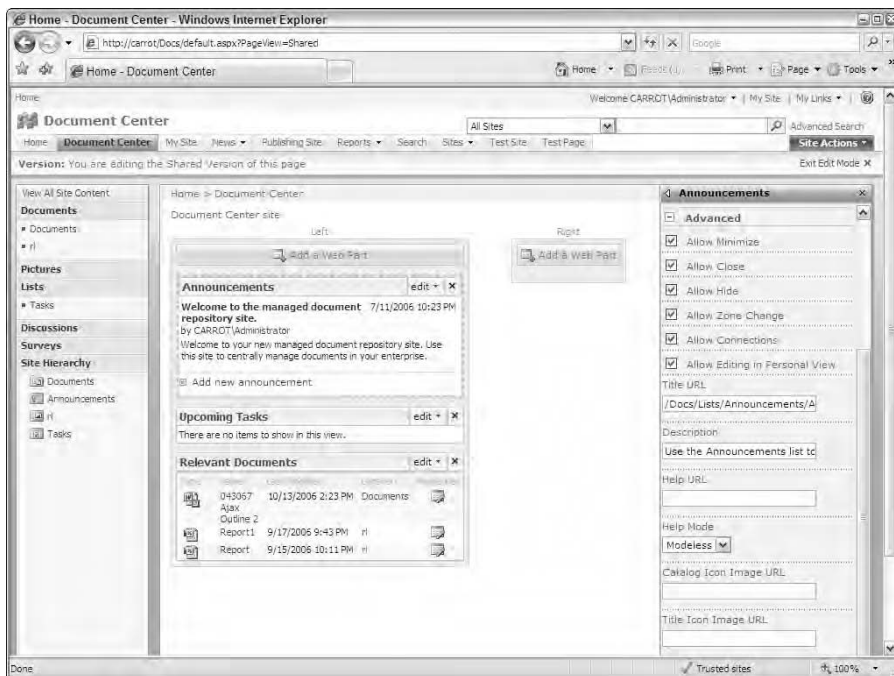 Home - Document Center - Windows Internet Explorer
http://carrot/Docs/default.aspx?PageView=Shared
Google
Home - Document Center
Home
Print
Page
Tools
Home
Welcome CARROT\Administrator
My Site
My Links
Document Center
All Sites
Advanced Search
Home
Document Center
My Site
News
Publishing Site
Reports
Search
Sites
Test Site
Test Page
Site Actions
Version: You are editing the Shared Version of this page
Exit Edit Mode
View All Site Content
Documents
Documents
rl
Pictures
Lists
Tasks
Discussions
Surveys
Site Hierarchy
Documents
Announcements
rl
Tasks
Home > Document Center
Document Center site
Left
Add a Web Part
Announcements
edit
Welcome to the managed document repository site.
7/11/2006 10:23 PM
by CARROT\Administrator
Welcome to your new managed document repository site. Use
this site to centrally manage documents in your enterprise.
Add new announcement
Upcoming Tasks
edit
There are no items to show in this view.
Relevant Documents
edit
043067 Ajax Outline 2 10/13/2006 2:23 PM Documents
Report1 9/17/2006 9:43 PM rl
Report 9/15/2006 10:11 PM rl
Right
Add a Web Part
Announcements
Advanced
Allow Minimize
Allow Close
Allow Hide
Allow Zone Change
Allow Connections
Allow Editing in Personal View
Title URL
/Docs/Lists/Announcements/A
Description
Use the Announcements list to
Help URL
Help Mode
Modeless
Catalog Icon Image URL
Title Icon Image URL
Done
Trusted sites
100%